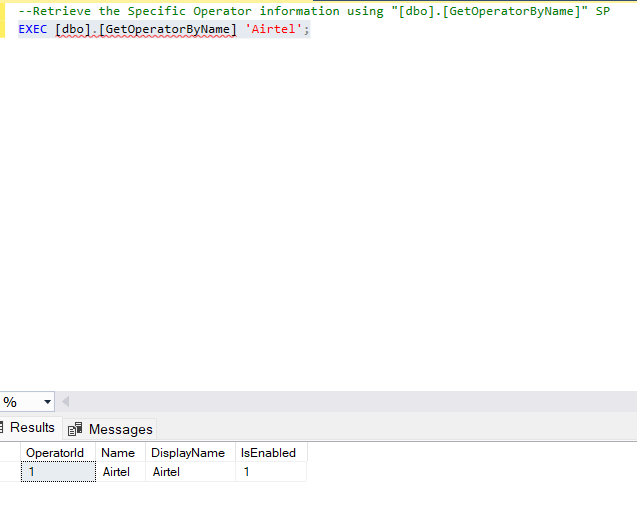 --Retrieve the Specific Operator information using "[dbo].[GetOperatorByName]" SP
EXEC [dbo].[GetOperatorByName] 'Airtel';
%
Results Messages
OperatorId Name DisplayName IsEnabled
1 Airtel Airtel 1